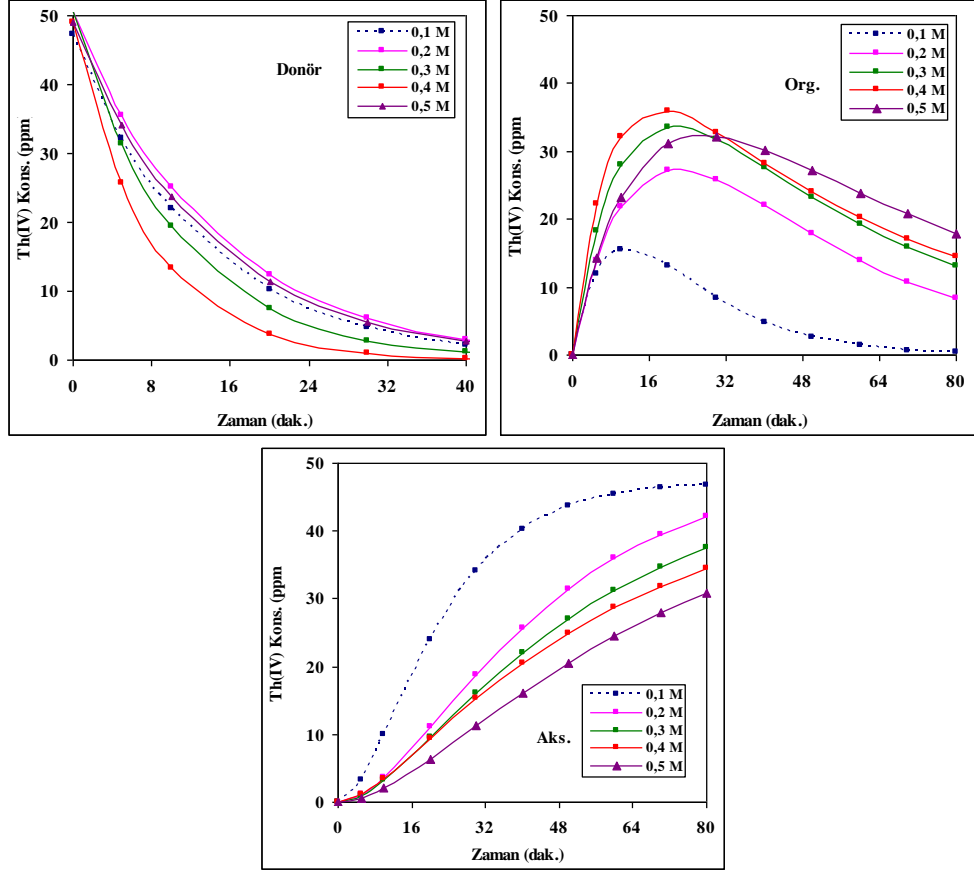 Th(IV) Kons. (ppm
50
40
30
20
10
0
0 8 16 24 32 40
Zaman (dak.)
Donör
0,1 M
0,2 M
0,3 M
0,4 M
0,5 M
Th(IV) Kons. (ppm
50
40
30
20
10
0
0 16 32 48 64 80
Zaman (dak.)
Org.
0,1 M
0,2 M
0,3 M
0,4 M
0,5 M
Th(IV) Kons. (ppm
50
40
30
20
10
0
0 16 32 48 64 80
Zaman (dak.)
Aks.
0,1 M
0,2 M
0,3 M
0,4 M
0,5 M